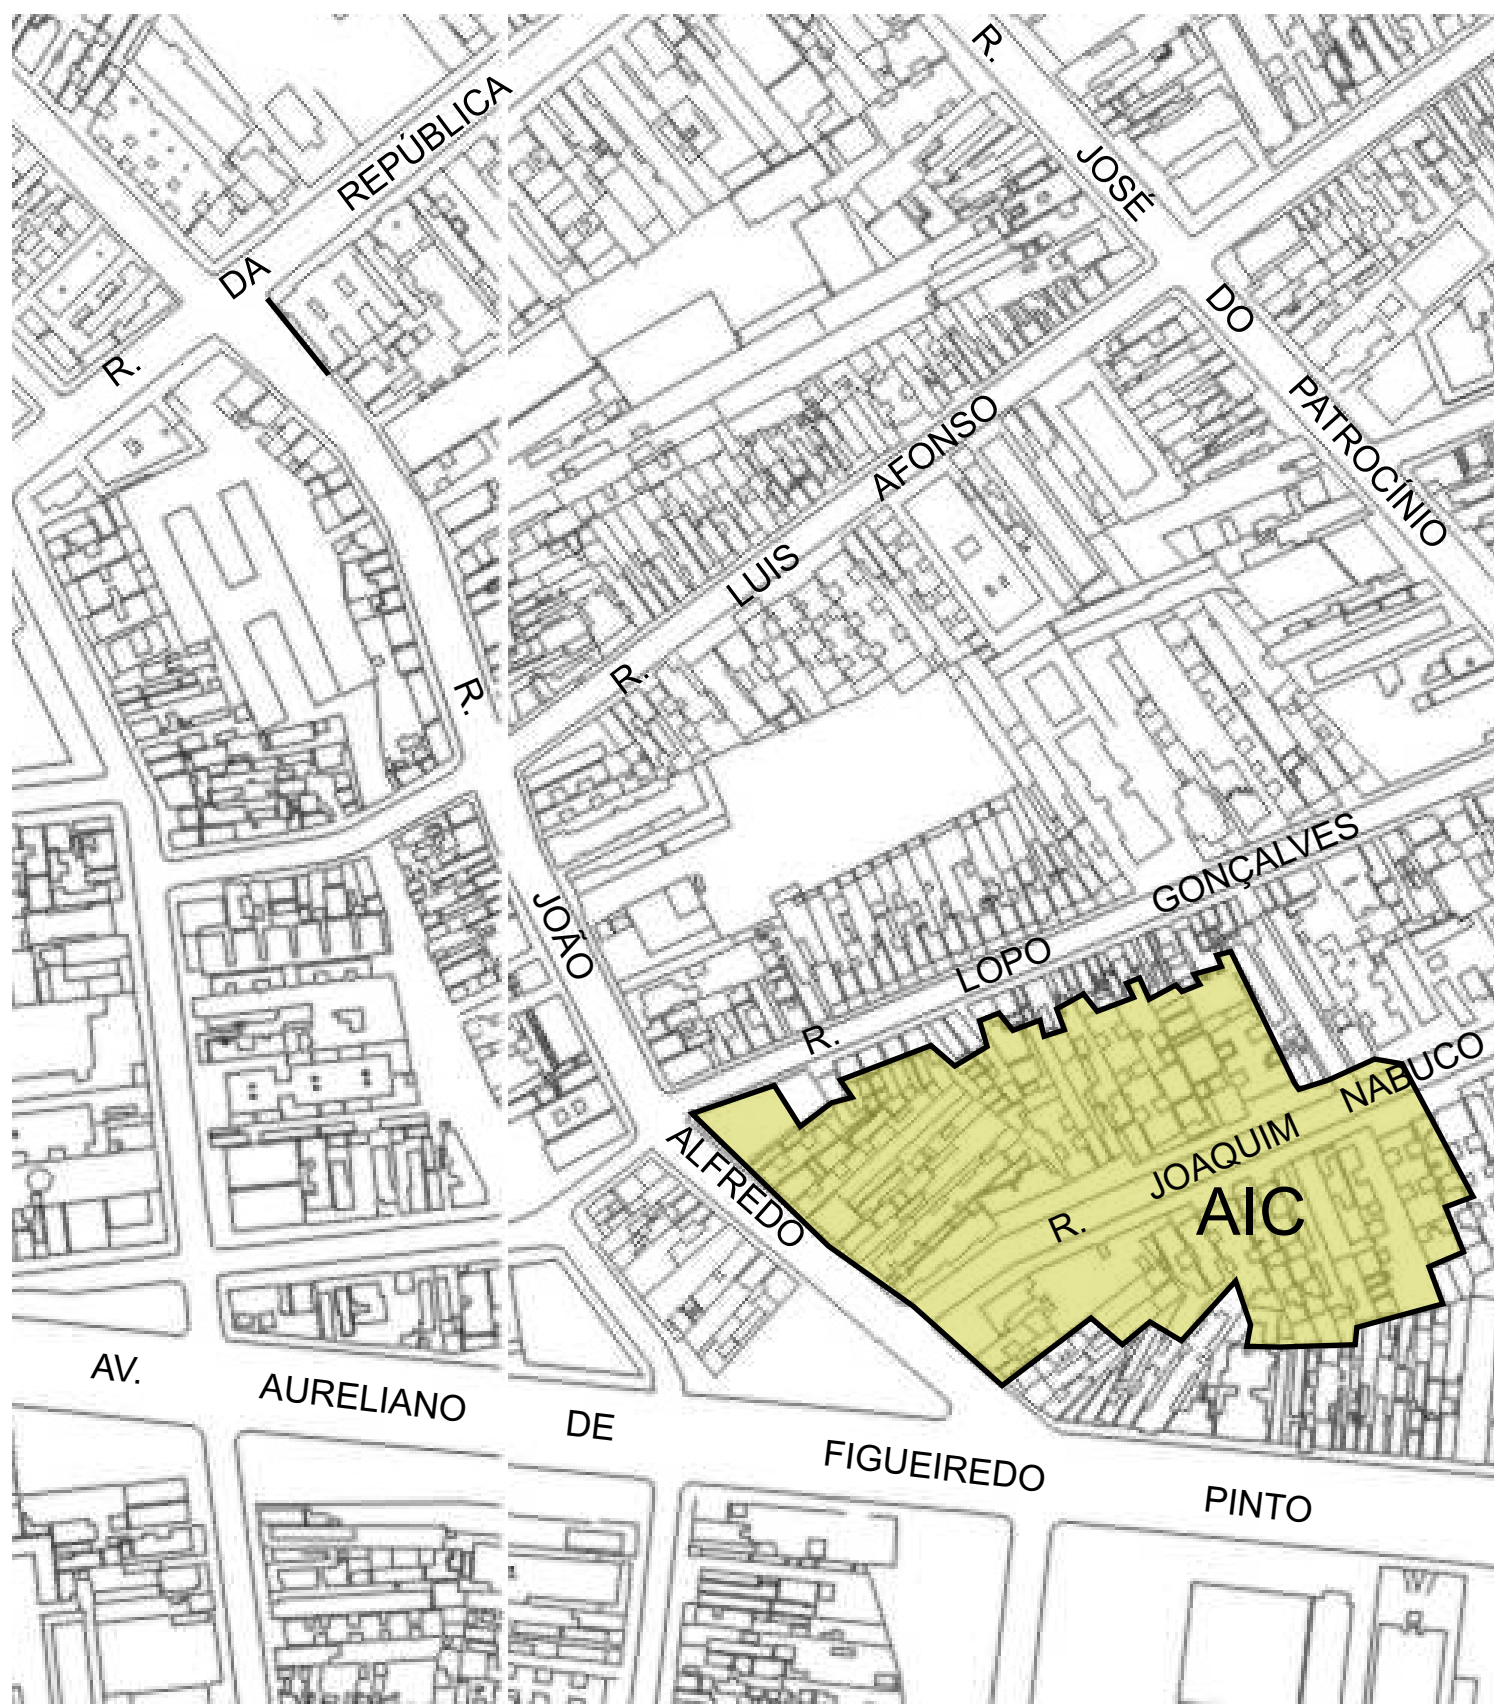 R. DA REPÚBLICA
R. JOSÉ DO PATROCÍNIO
R. LUIS AFONSO
R. JOÃO ALFREDO
R. LOPO GONÇALVES
R. JOAQUIM NABUCO
AIC
AV. AURELIANO DE FIGUEIREDO PINTO